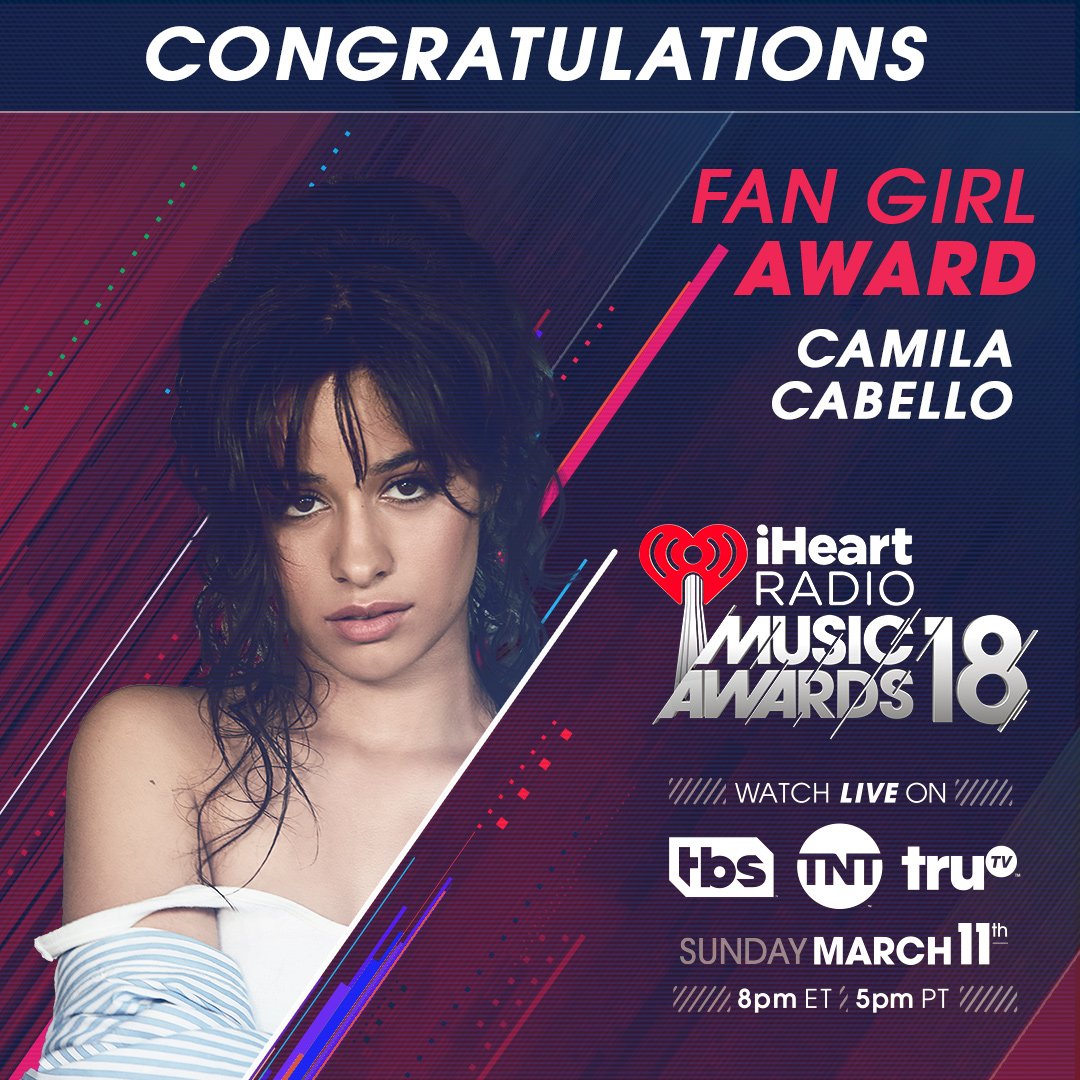 CONGRATULATIONS
FAN GIRL
AWARD
CAMILA
CABELLO
iHeart
RADIO
MUSIC
AWARDS '18
WATCH LIVE ON
tbs TNT truTV
SUNDAY MARCH 11th
8pm ET 5pm PT